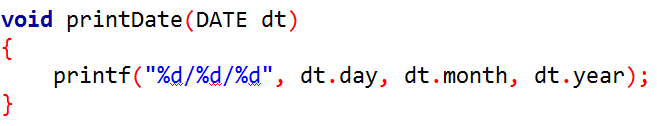 void printDate(DATE dt)
{
    printf("%d/%d/%d", dt.day, dt.month, dt.year);
}